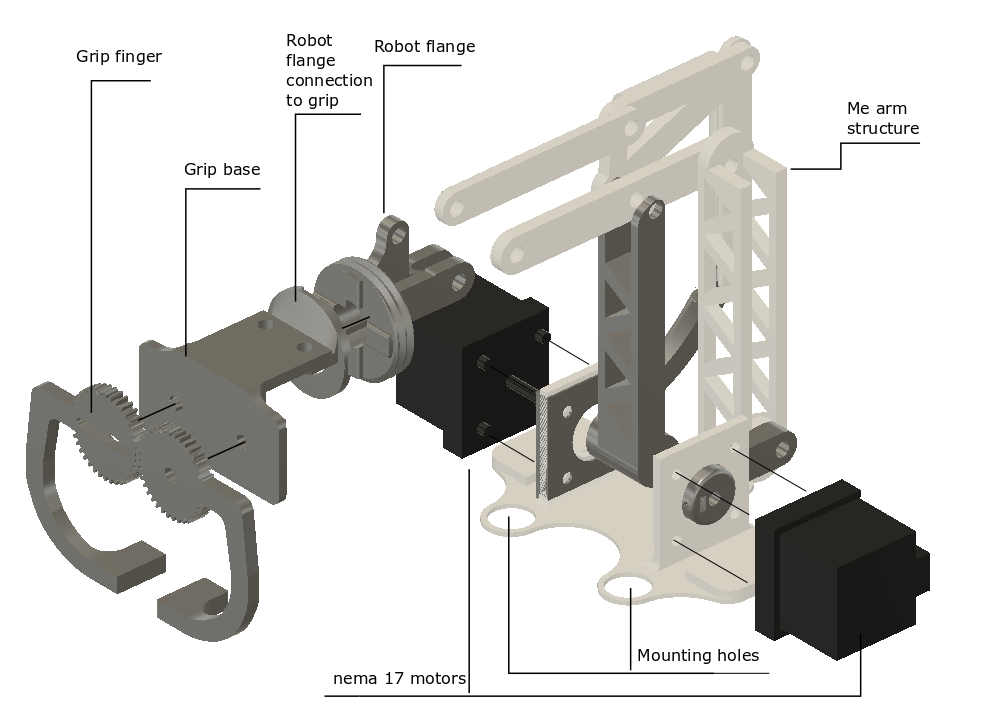 Grip finger
Robot
flange
connection
to grip
Robot flange
Me arm
structure
Grip base
Mounting holes
nema 17 motors